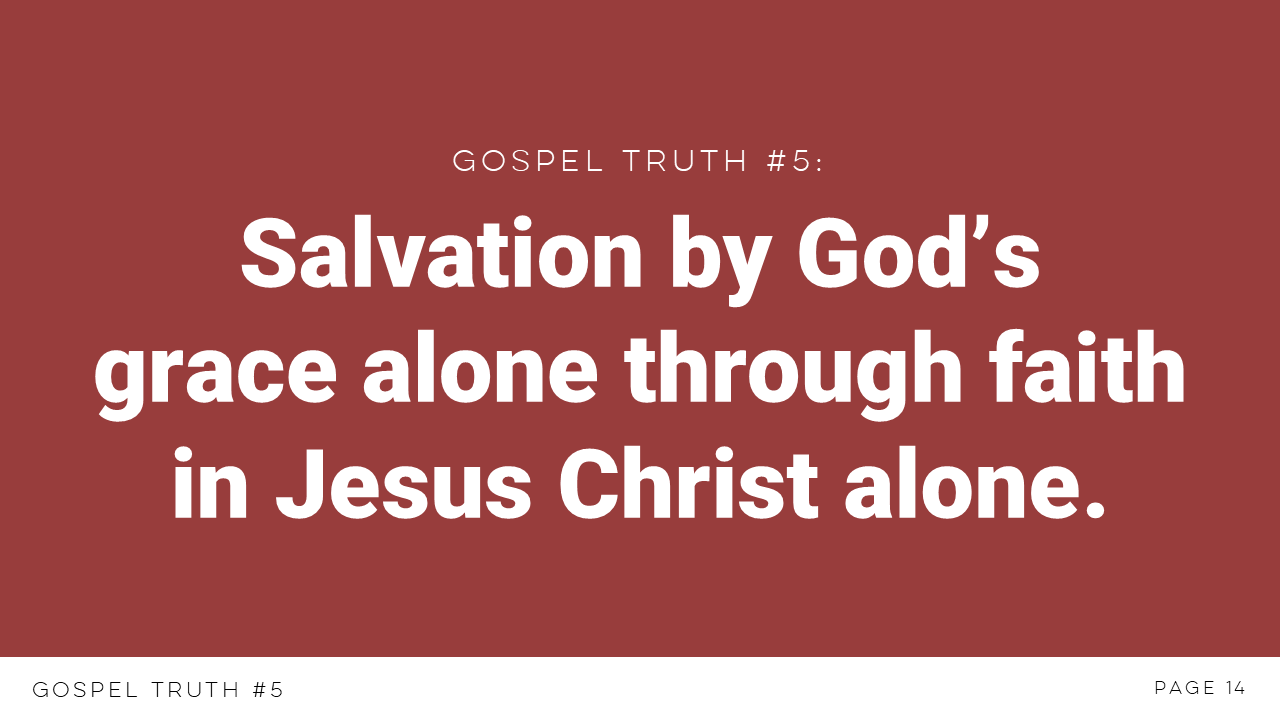 GOSPEL TRUTH #5:
Salvation by God’s
grace alone through faith
in Jesus Christ alone.
GOSPEL TRUTH #5
PAGE 14